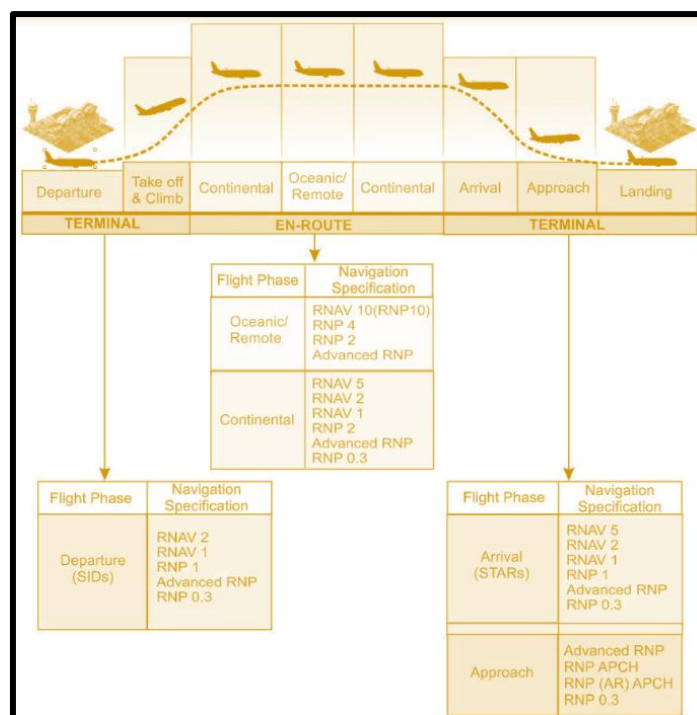 Departure
Take off
& Climb
Continental
Oceanic/
Remote
Continental
Arrival
Approach
Landing
TERMINAL
EN-ROUTE
TERMINAL
Flight Phase
Navigation
Specification
Oceanic/
Remote
RNAV 10(RNP10)
RNP 4
RNP 2
Advanced RNP
Continental
RNAV 5
RNAV 2
RNAV 1
RNP 2
Advanced RNP
RNP 0.3
Flight Phase
Navigation
Specification
Departure
(SIDs)
RNAV 2
RNAV 1
RNP 1
Advanced RNP
RNP 0.3
Flight Phase
Navigation
Specification
Arrival
(STARs)
RNAV 5
RNAV 2
RNAV 1
RNP 1
Advanced RNP
RNP 0.3
Approach
Advanced RNP
RNP APCH
RNP (AR) APCH
RNP 0.3